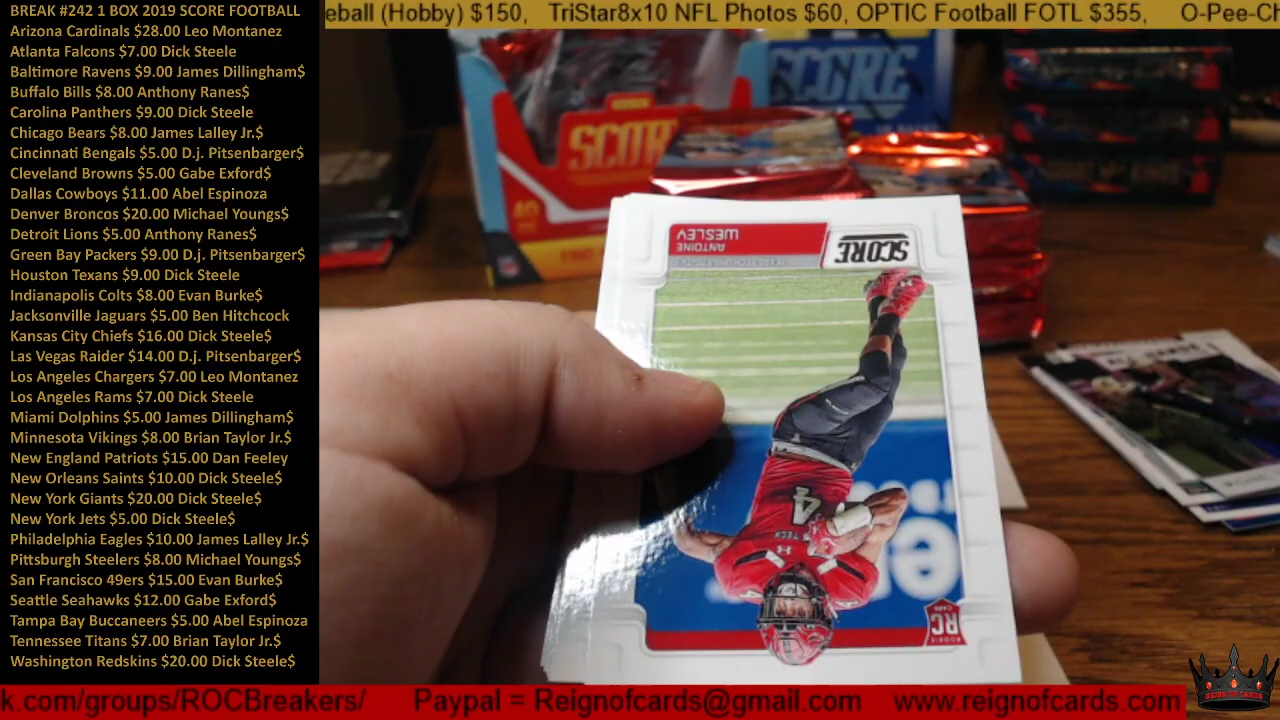 BREAK #242 1 BOX 2019 SCORE FOOTBALL
Arizona Cardinals $28.00 Leo Montanez
Atlanta Falcons $7.00 Dick Steele
Baltimore Ravens $9.00 James Dillingham$
Buffalo Bills $8.00 Anthony Ranes$
Carolina Panthers $9.00 Dick Steele
Chicago Bears $8.00 James Lalley Jr.$
Cincinnati Bengals $5.00 D.j. Pitsenbarger$
Cleveland Browns $5.00 Gabe Exford$
Dallas Cowboys $11.00 Abel Espinoza
Denver Broncos $20.00 Michael Youngs$
Detroit Lions $5.00 Anthony Ranes$
Green Bay Packers $9.00 D.j. Pitsenbarger$
Houston Texans $9.00 Dick Steele
Indianapolis Colts $8.00 Evan Burke$
Jacksonville Jaguars $5.00 Ben Hitchcock
Kansas City Chiefs $16.00 Dick Steele$
Las Vegas Raider $14.00 D.j. Pitsenbarger$
Los Angeles Chargers $7.00 Leo Montanez
Los Angeles Rams $7.00 Dick Steele
Miami Dolphins $5.00 James Dillingham$
Minnesota Vikings $8.00 Brian Taylor Jr.$
New England Patriots $15.00 Dan Feeley
New Orleans Saints $10.00 Dick Steele$
New York Giants $20.00 Dick Steele$
New York Jets $5.00 Dick Steele$
Philadelphia Eagles $10.00 James Lalley Jr.$
Pittsburgh Steelers $8.00 Michael Youngs$
San Francisco 49ers $15.00 Evan Burke$
Seattle Seahawks $12.00 Gabe Exford$
Tampa Bay Buccaneers $5.00 Abel Espinoza
Tennessee Titans $7.00 Brian Taylor Jr.$
Washington Redskins $20.00 Dick Steele$
eball (Hobby) $150, TriStar8x10 NFL Photos $60, OPTIC Football FOTL $355, O-Pee-Ch
SCORE
SCOR
40
NFL
SCORE
ANTOINE
WESLEY
4
TECH
RC
k.com/groups/ROCBreakers/ Paypal = Reignofcards@gmail.com www.reignofcards.com